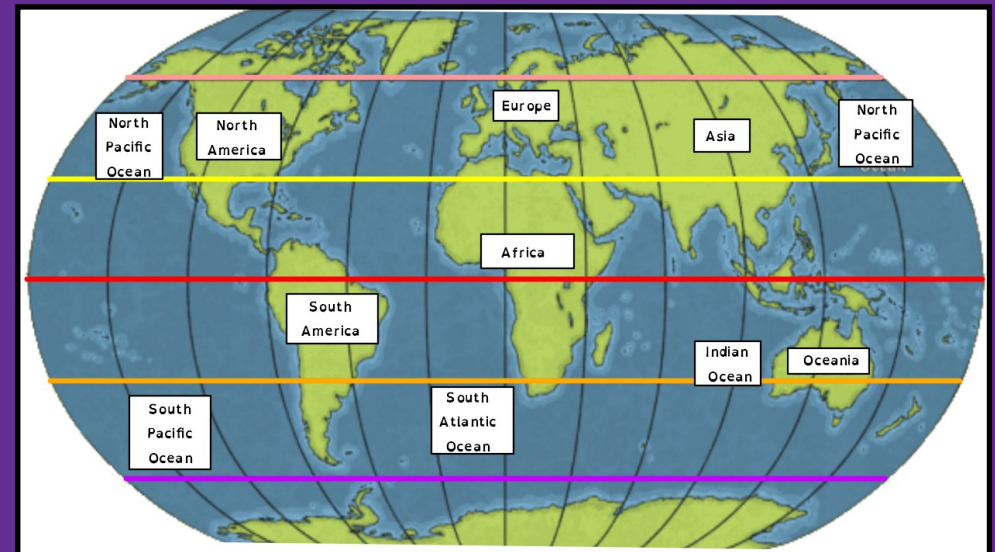 Europe
North
Pacific
Ocean
North
America
Asia
North
Pacific
Ocean
Ocean
Africa
South
America
Indian
Ocean
Oceania
South
Pacific
Ocean
South
Atlantic
Ocean